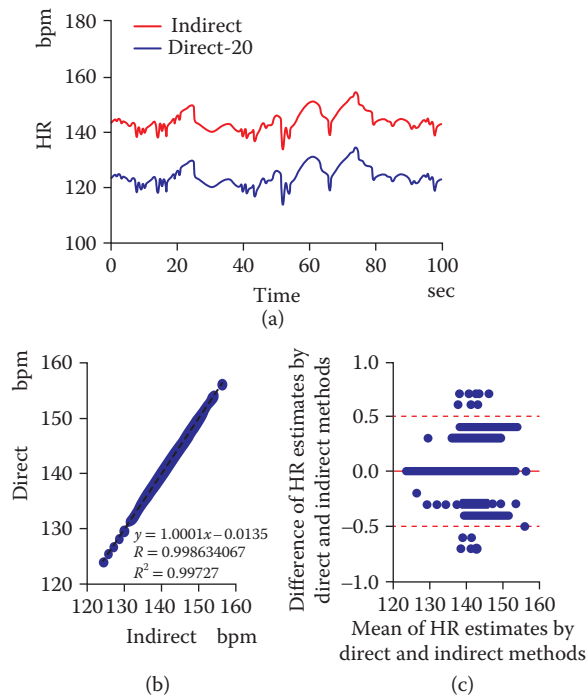 bpm
HR
180
160
140
120
100
Indirect
Direct-20
0 20 40 60 80 100
Time sec
(a)
Direct bpm
160
150
140
130
120
y = 1.0001x – 0.0135
R = 0.998634067
R² = 0.99727
120 130 140 150 160
Indirect bpm
(b)
Difference of HR estimates by
direct and indirect methods
1.0
0.5
0.0
–0.5
–1.0
120 130 140 150 160
Mean of HR estimates by
direct and indirect methods
(c)